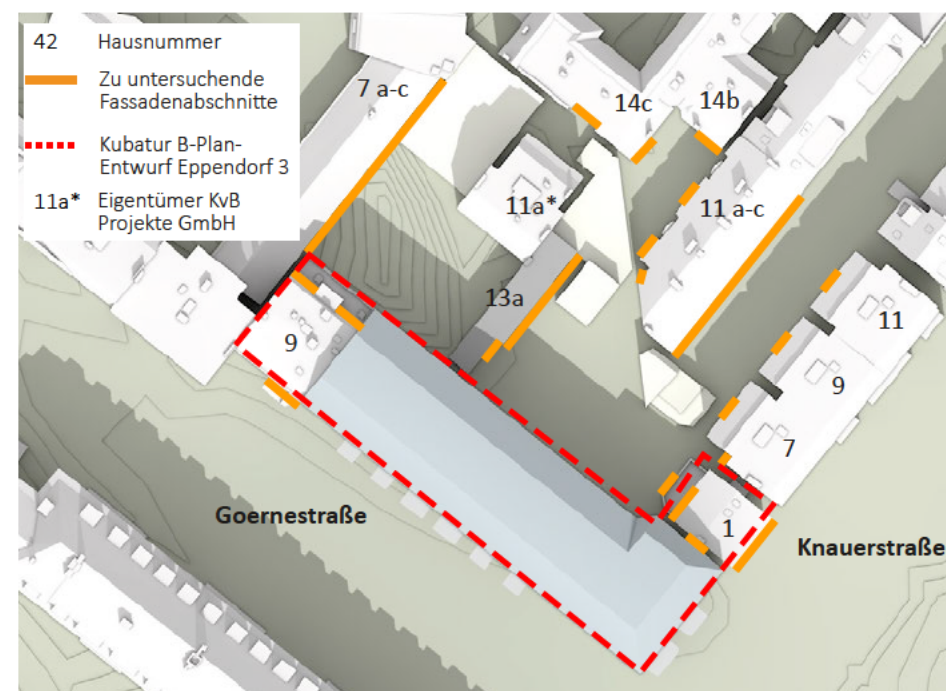 42 Hausnummer
Zu untersuchende
Fassadenabschnitte
Kubatur B-Plan-
Entwurf Eppendorf 3
11a* Eigentümer KvB
Projekte GmbH
7 a-c
14c
14b
11a*
11 a-c
13a
9
11
9
7
1
Goernestraße
Knauerstraße